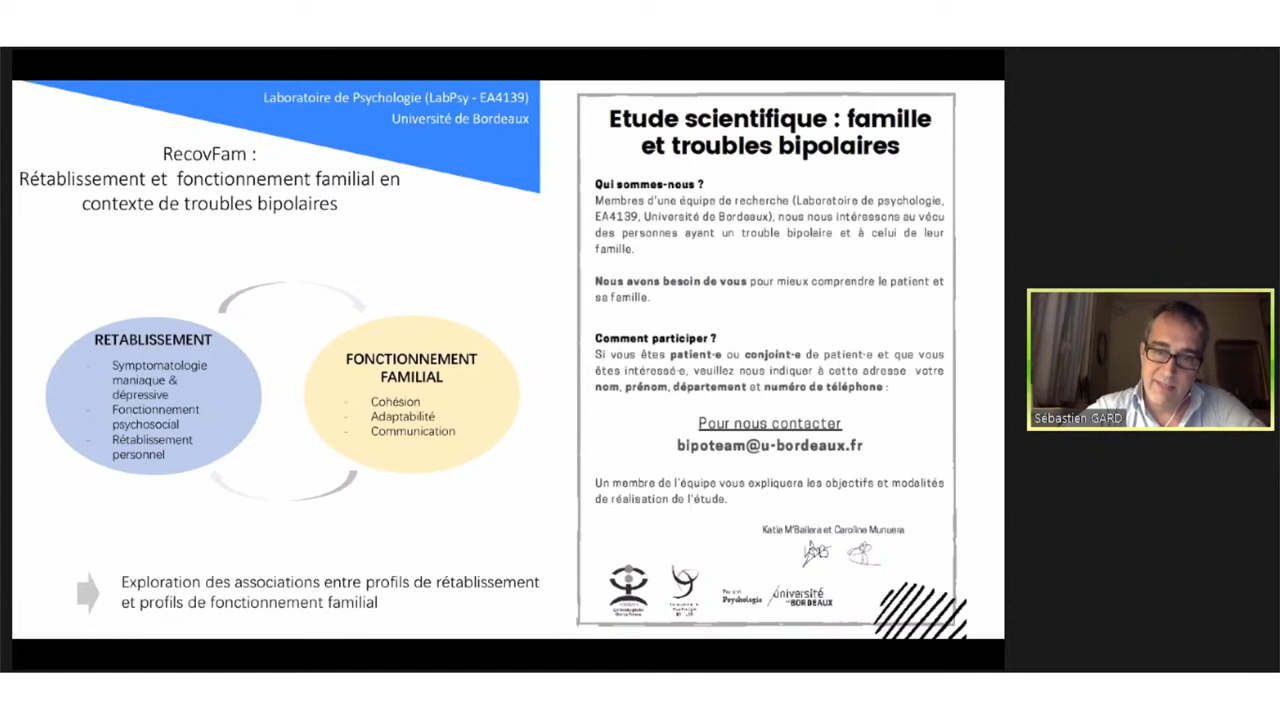 Laboratoire de Psychologie (LabPsy - EA4139)
Université de Bordeaux
RecovFam :
Rétablissement et fonctionnement familial en
contexte de troubles bipolaires
RETABLISSEMENT
- Symptomatologie
maniaque &
dépressive
- Fonctionnement
psychosocial
- Rétablissement
personnel
FONCTIONNEMENT
FAMILIAL
- Cohésion
- Adaptabilité
- Communication
Exploration des associations entre profils de rétablissement
et profils de fonctionnement familial
Etude scientifique : famille
et troubles bipolaires
Qui sommes-nous ?
Membres d'une équipe de recherche (Laboratoire de psychologie,
EA4139, Université de Bordeaux), nous nous intéressons au vécu
des personnes ayant un trouble bipolaire et à celui de leur
famille.
Nous avons besoin de vous pour mieux comprendre le patient et
sa famille.
Comment participer ?
Si vous êtes patient·e ou conjoint·e de patient·e et que vous
êtes intéressé·e, veuillez nous indiquer à cette adresse votre
nom, prénom, département et numéro de téléphone :
Pour nous contacter
bipoteam@u-bordeaux.fr
Un membre de l'équipe vous expliquera les objectifs et modalités
de réalisation de l'étude.
Katia M'Bailara et Caroline Munuera
Psychologie
université
de BORDEAUX
Sébastien GARD